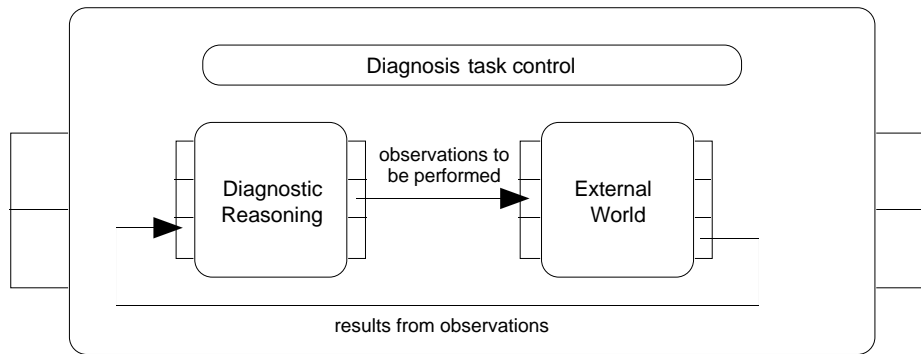 Diagnosis task control
observations to
be performed
Diagnostic
Reasoning
External
World
results from observations